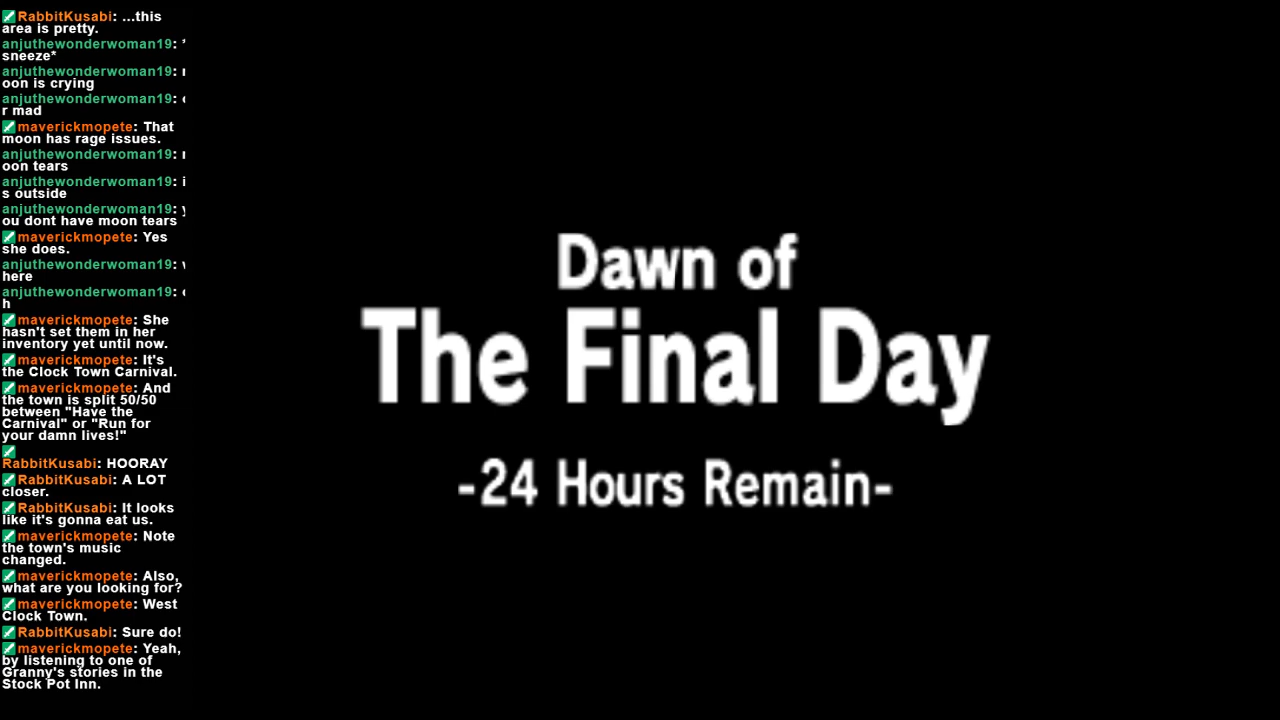 RabbitKusabi: ...this
area is pretty.
anjuthewonderwoman19: *
sneeze*
anjuthewonderwoman19:
oon is crying
anjuthewonderwoman19:
r mad
maverickmopete: That
moon has rage issues.
anjuthewonderwoman19:
oon tears
anjuthewonderwoman19: i
s outside
anjuthewonderwoman19: y
ou dont have moon tears
maverickmopete: Yes
she does.
anjuthewonderwoman19:
here
anjuthewonderwoman19:
h
maverickmopete: She
hasn't set them in her
inventory yet until now.
maverickmopete: It's
the Clock Town Carnival.
maverickmopete: And
the town is split 50/50
between "Have the
Carnival" or "Run for
your damn lives!"
RabbitKusabi: HOORAY
RabbitKusabi: A LOT
closer.
RabbitKusabi: It looks
like it's gonna eat us.
maverickmopete: Note
the town's music
changed.
maverickmopete: Also,
what are you looking for?
maverickmopete: West
Clock Town.
RabbitKusabi: Sure do!
maverickmopete: Yeah,
by listening to one of
Granny's stories in the
Stock Pot Inn.
Dawn of
The Final Day
-24 Hours Remain-